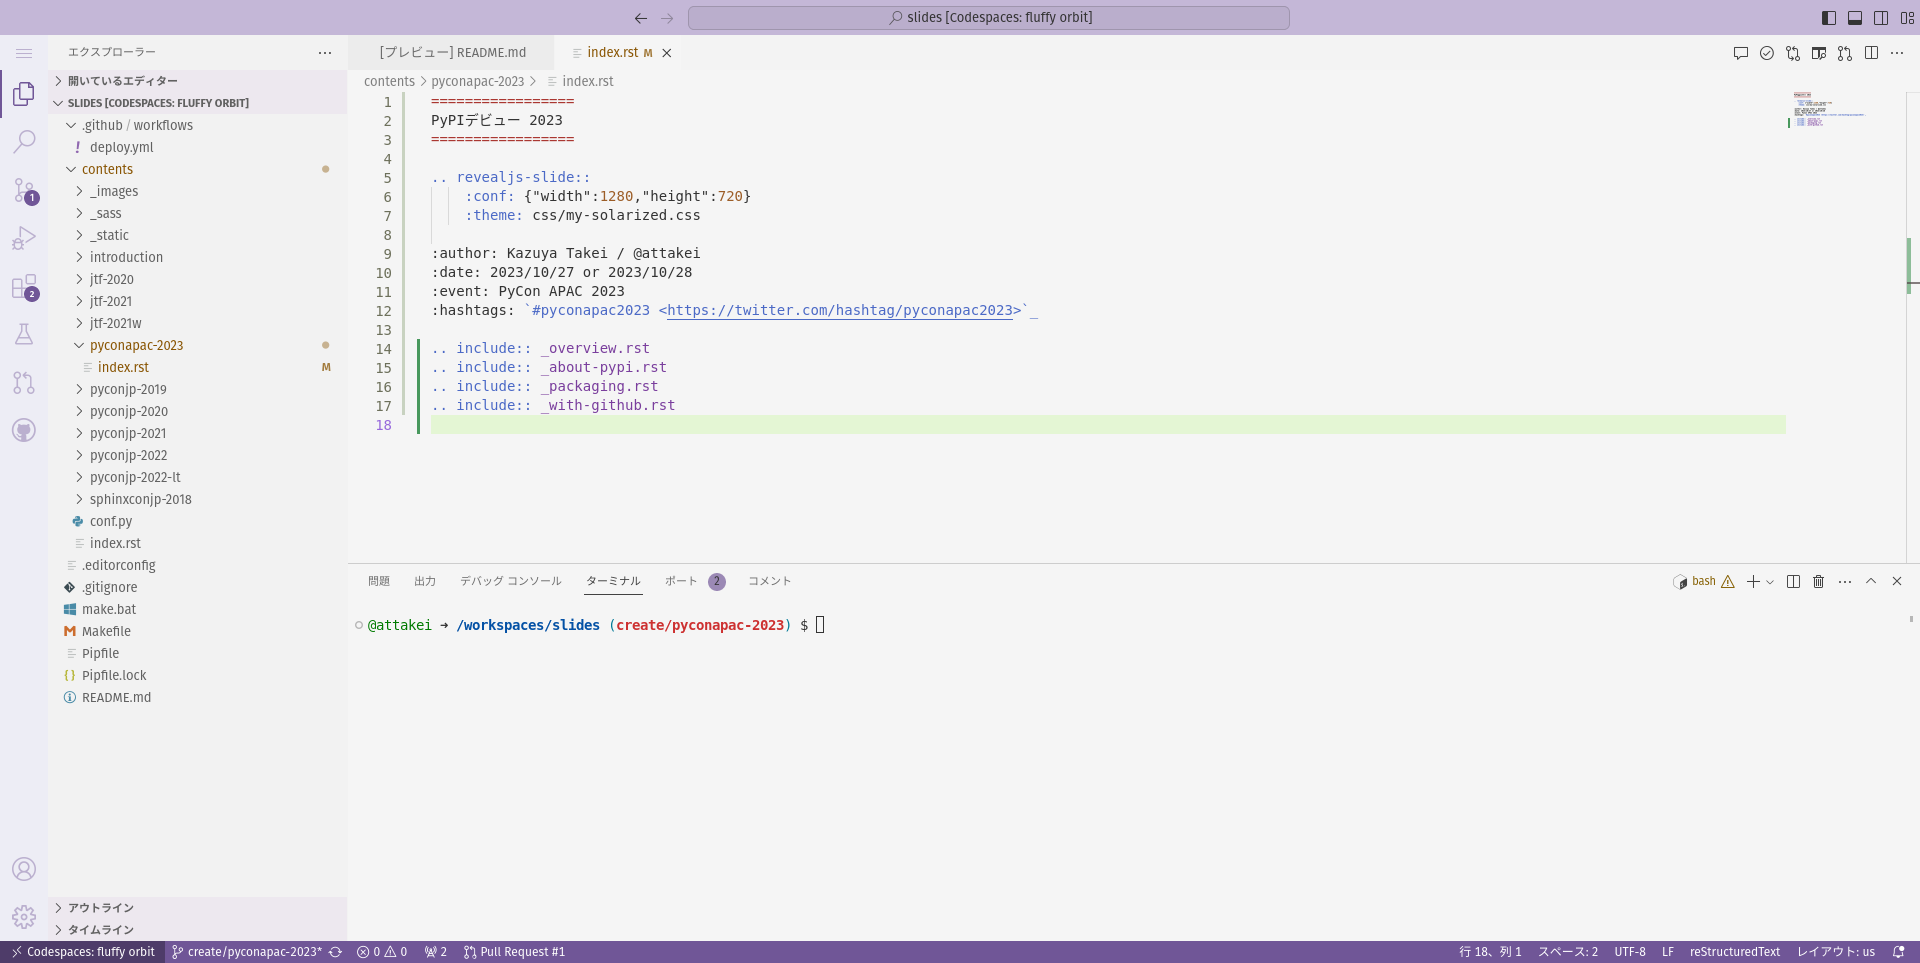 slides [Codespaces: fluffy orbit]
エクスプローラー
[プレビュー] README.md
index.rst M
開いているエディター
SLIDES [CODESPACES: FLUFFY ORBIT]
.github / workflows
deploy.yml
contents
_images
_sass
_static
introduction
jtf-2020
jtf-2021
jtf-2021w
pyconapac-2023
index.rst M
pyconjp-2019
pyconjp-2020
pyconjp-2021
pyconjp-2022
pyconjp-2022-lt
sphinxconjp-2018
conf.py
index.rst
.editorconfig
.gitignore
make.bat
Makefile
Pipfile
Pipfile.lock
README.md
アウトライン
タイムライン
1
2
contents > pyconapac-2023 > index.rst
1 =================
2 PyPIデビュー 2023
3 =================
4
5 .. revealjs-slide::
6 :conf: {"width":1280,"height":720}
7 :theme: css/my-solarized.css
8
9 :author: Kazuya Takei / @attakei
10 :date: 2023/10/27 or 2023/10/28
11 :event: PyCon APAC 2023
12 :hashtags: `#pyconapac2023 <https://twitter.com/hashtag/pyconapac2023>`_
13
14 .. include:: _overview.rst
15 .. include:: _about-pypi.rst
16 .. include:: _packaging.rst
17 .. include:: _with-github.rst
18
問題 出力 デバッグ コンソール ターミナル ポート 2 コメント
bash
@attakei ➜ /workspaces/slides (create/pyconapac-2023) $
Codespaces: fluffy orbit create/pyconapac-2023* 0 0 2 Pull Request #1
行 18、列 1 スペース: 2 UTF-8 LF reStructuredText レイアウト: us